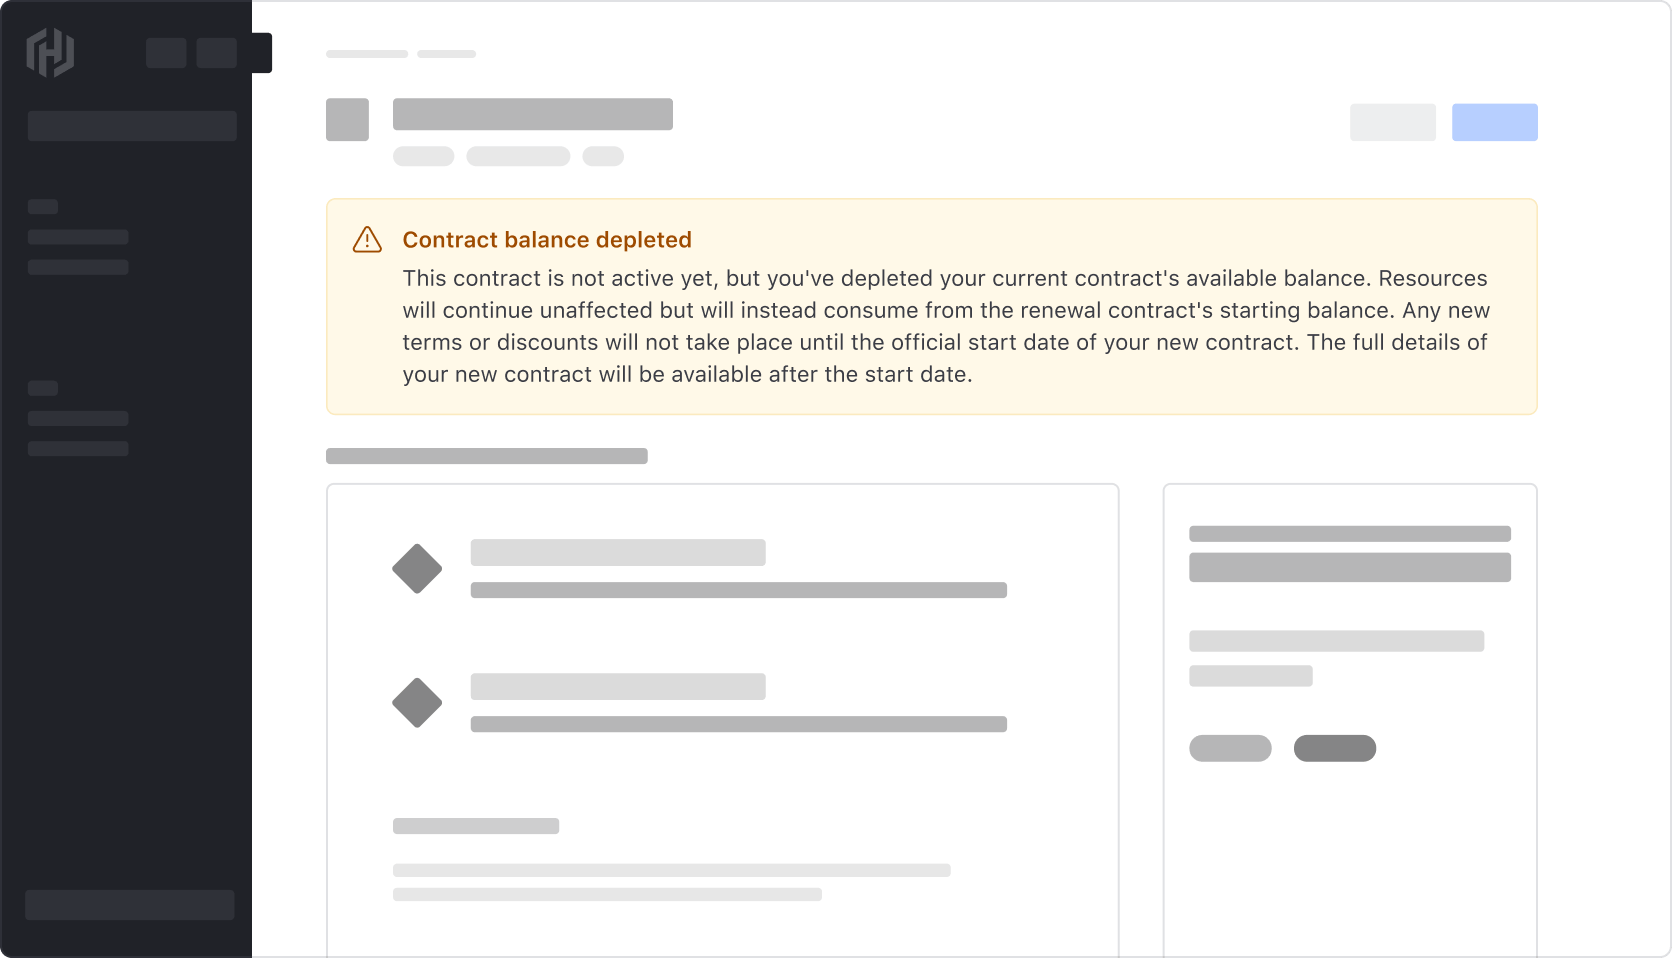 Contract balance depleted
This contract is not active yet, but you've depleted your current contract's available balance. Resources
will continue unaffected but will instead consume from the renewal contract's starting balance. Any new
terms or discounts will not take place until the official start date of your new contract. The full details of
your new contract will be available after the start date.